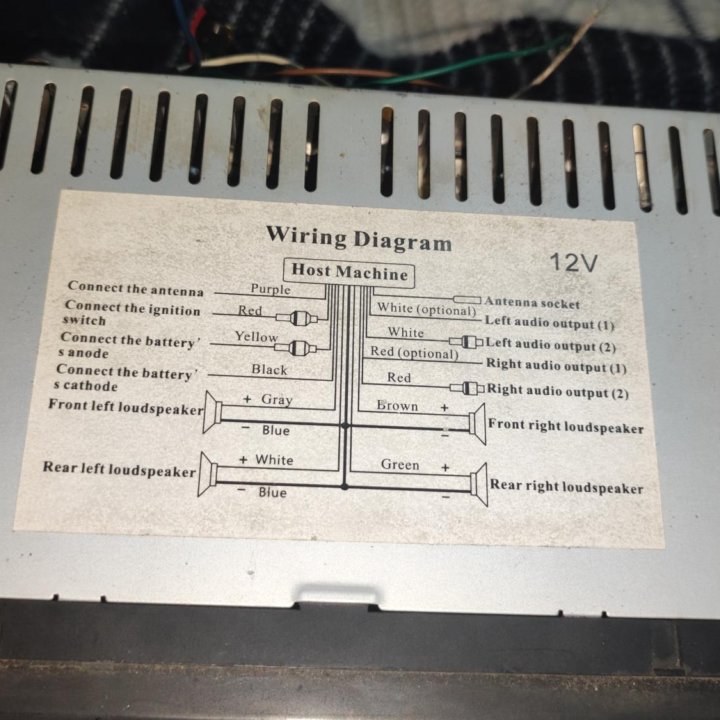 Wiring Diagram
12V
Host Machine
Connect the antenna
Purple
Connect the ignition
switch
Red
Connect the battery'
s anode
Yellow
Connect the battery'
s cathode
Black
Front left loudspeaker
+ Gray
− Blue
Rear left loudspeaker
+ White
− Blue
Antenna socket
White (optional)
Left audio output (1)
White
Left audio output (2)
Red (optional)
Right audio output (1)
Red
Right audio output (2)
Brown +
−
Front right loudspeaker
Green +
−
Rear right loudspeaker